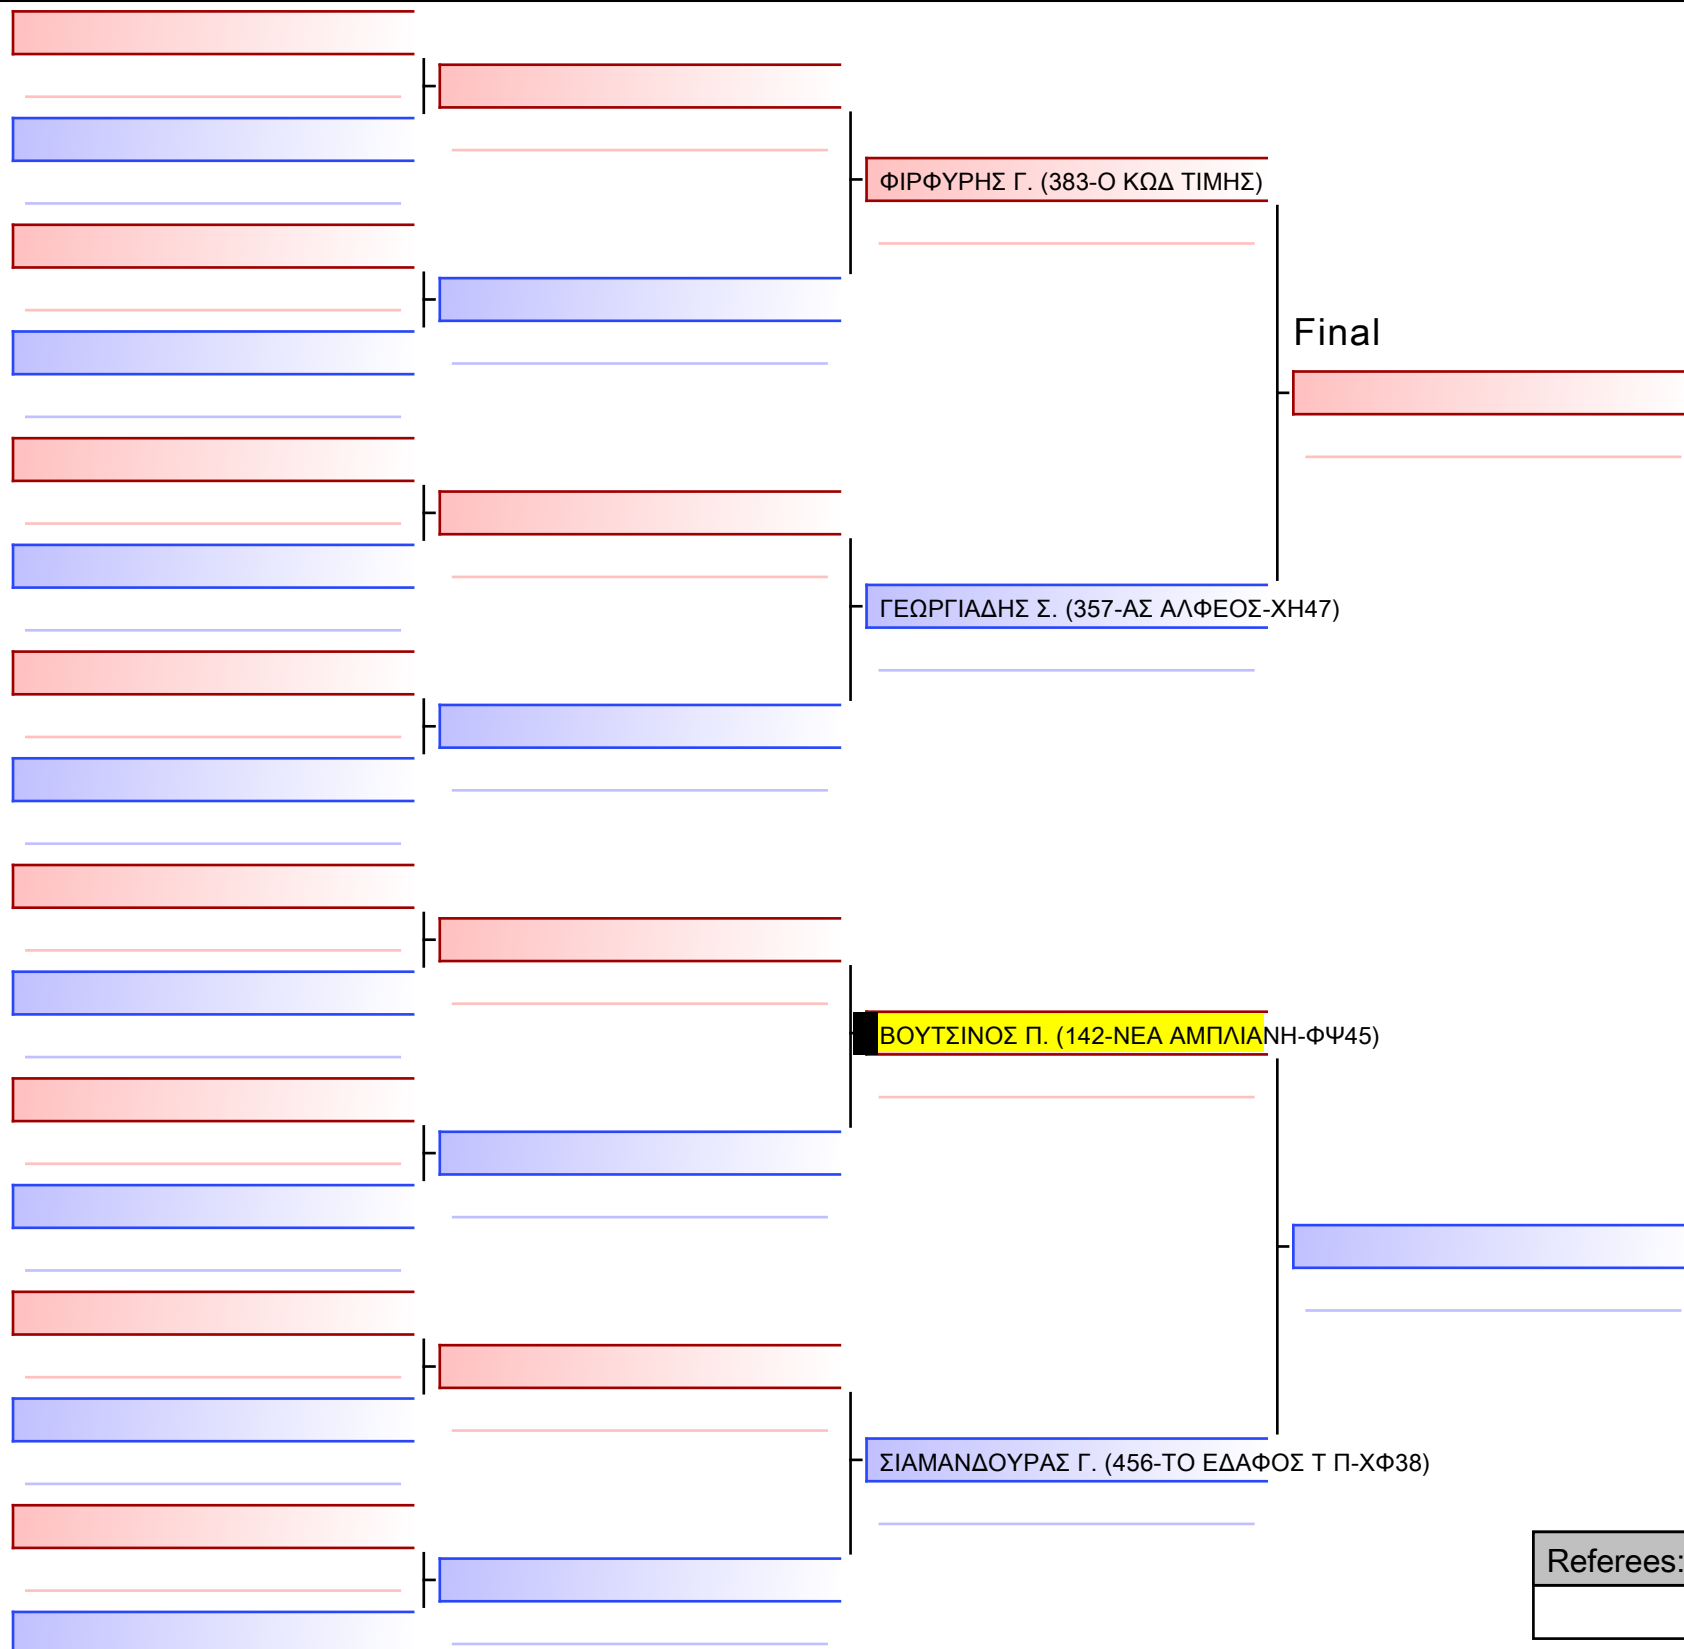 ΦΙΡΦΥΡΗΣ Γ. (383-Ο ΚΩΔ ΤΙΜΗΣ)
Final
ΓΕΩΡΓΙΑΔΗΣ Σ. (357-ΑΣ ΑΛΦΕΟΣ-ΧΗ47)
ΒΟΥΤΣΙΝΟΣ Π. (142-ΝΕΑ ΑΜΠΛΙΑΝΗ-ΦΨ45)
ΣΙΑΜΑΝΔΟΥΡΑΣ Γ. (456-ΤΟ ΕΔΑΦΟΣ Τ Π-ΧΦ38)
Referees: